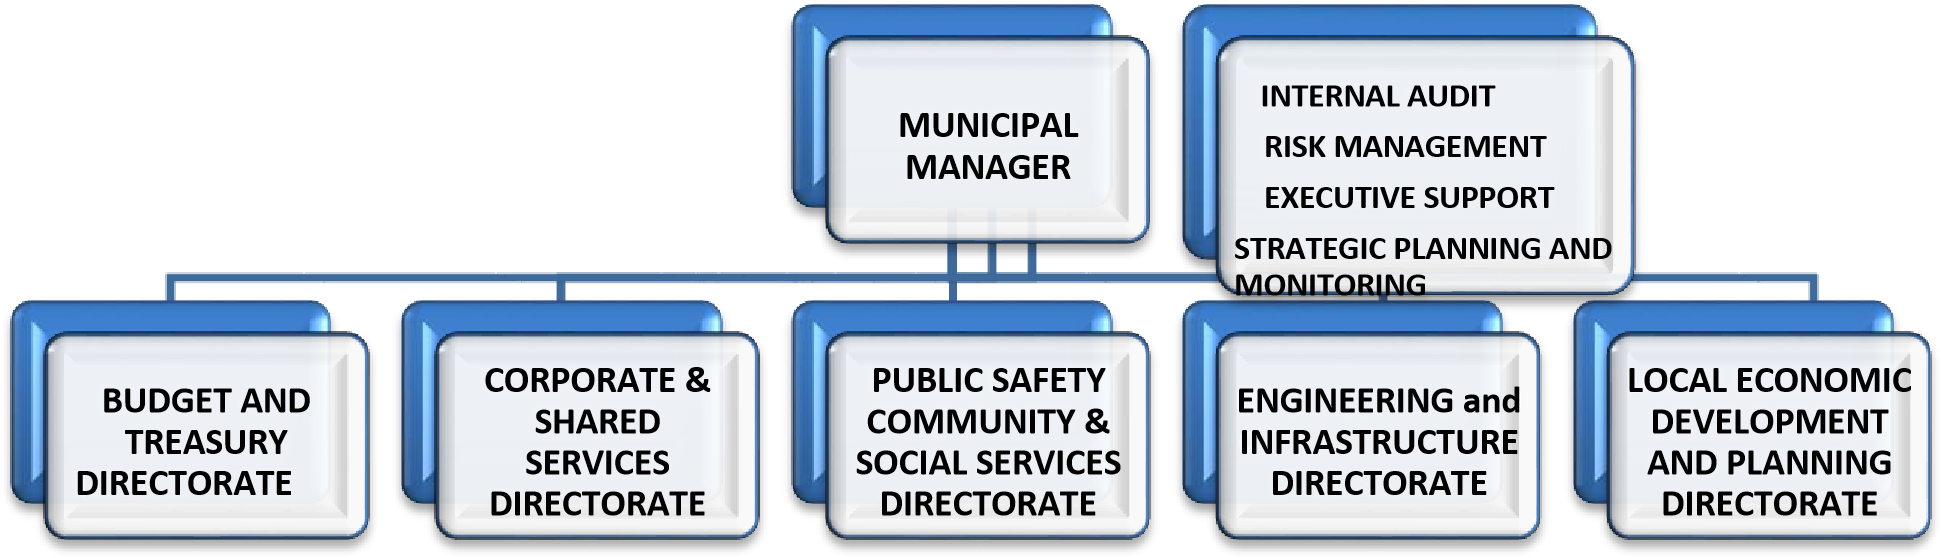 MUNICIPAL
MANAGER
INTERNAL AUDIT
RISK MANAGEMENT
EXECUTIVE SUPPORT
STRATEGIC PLANNING AND
MONITORING
BUDGET AND
TREASURY
DIRECTORATE
CORPORATE &
SHARED
SERVICES
DIRECTORATE
PUBLIC SAFETY
COMMUNITY &
SOCIAL SERVICES
DIRECTORATE
ENGINEERING and
INFRASTRUCTURE
DIRECTORATE
LOCAL ECONOMIC
DEVELOPMENT
AND PLANNING
DIRECTORATE